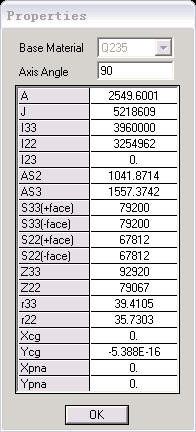 Properties
Base Material Q235
Axis Angle 90
A 2549.6001
J 5218609
I33 3960000
I22 3254962
I23 0.
AS2 1041.8714
AS3 1557.3742
S33(+face) 79200
S33(-face) 79200
S22(+face) 67812
S22(-face) 67812
Z33 92920
Z22 79067
r33 39.4105
r22 35.7303
Xcg 0.
Ycg -5.388E-16
Xpna 0.
Ypna 0.
OK